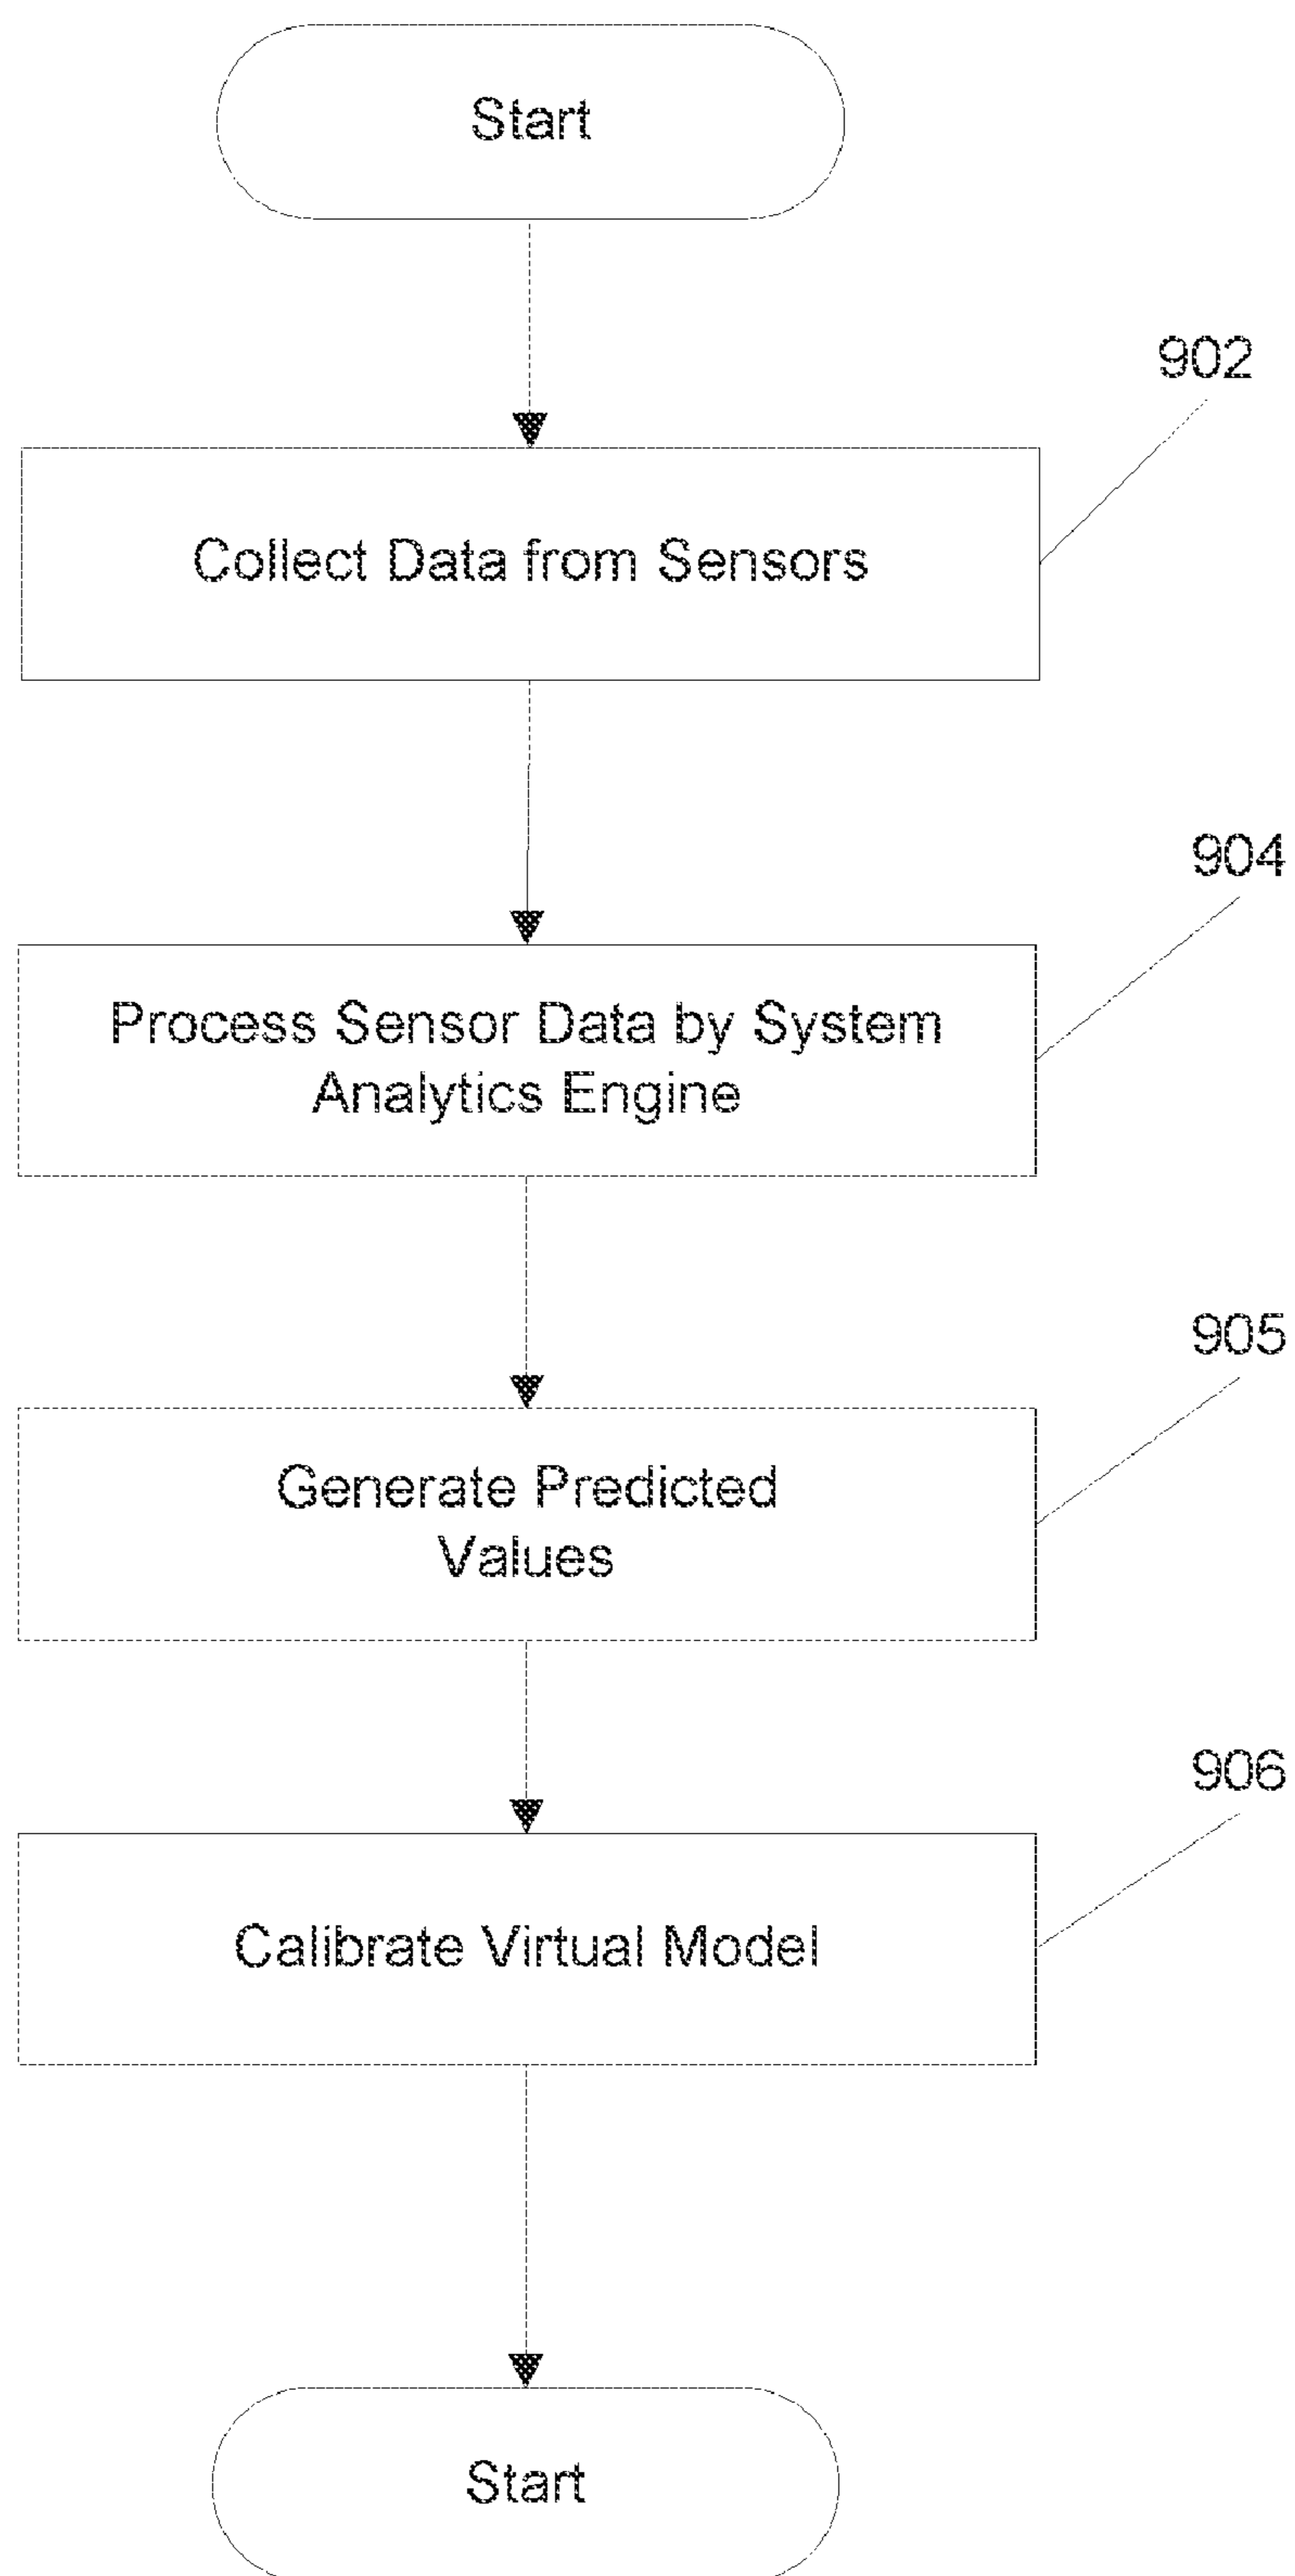 Start
902
Collect Data from Sensors
904
Process Sensor Data by System
Analytics Engine
905
Generate Predicted
Values
906
Calibrate Virtual Model
Start